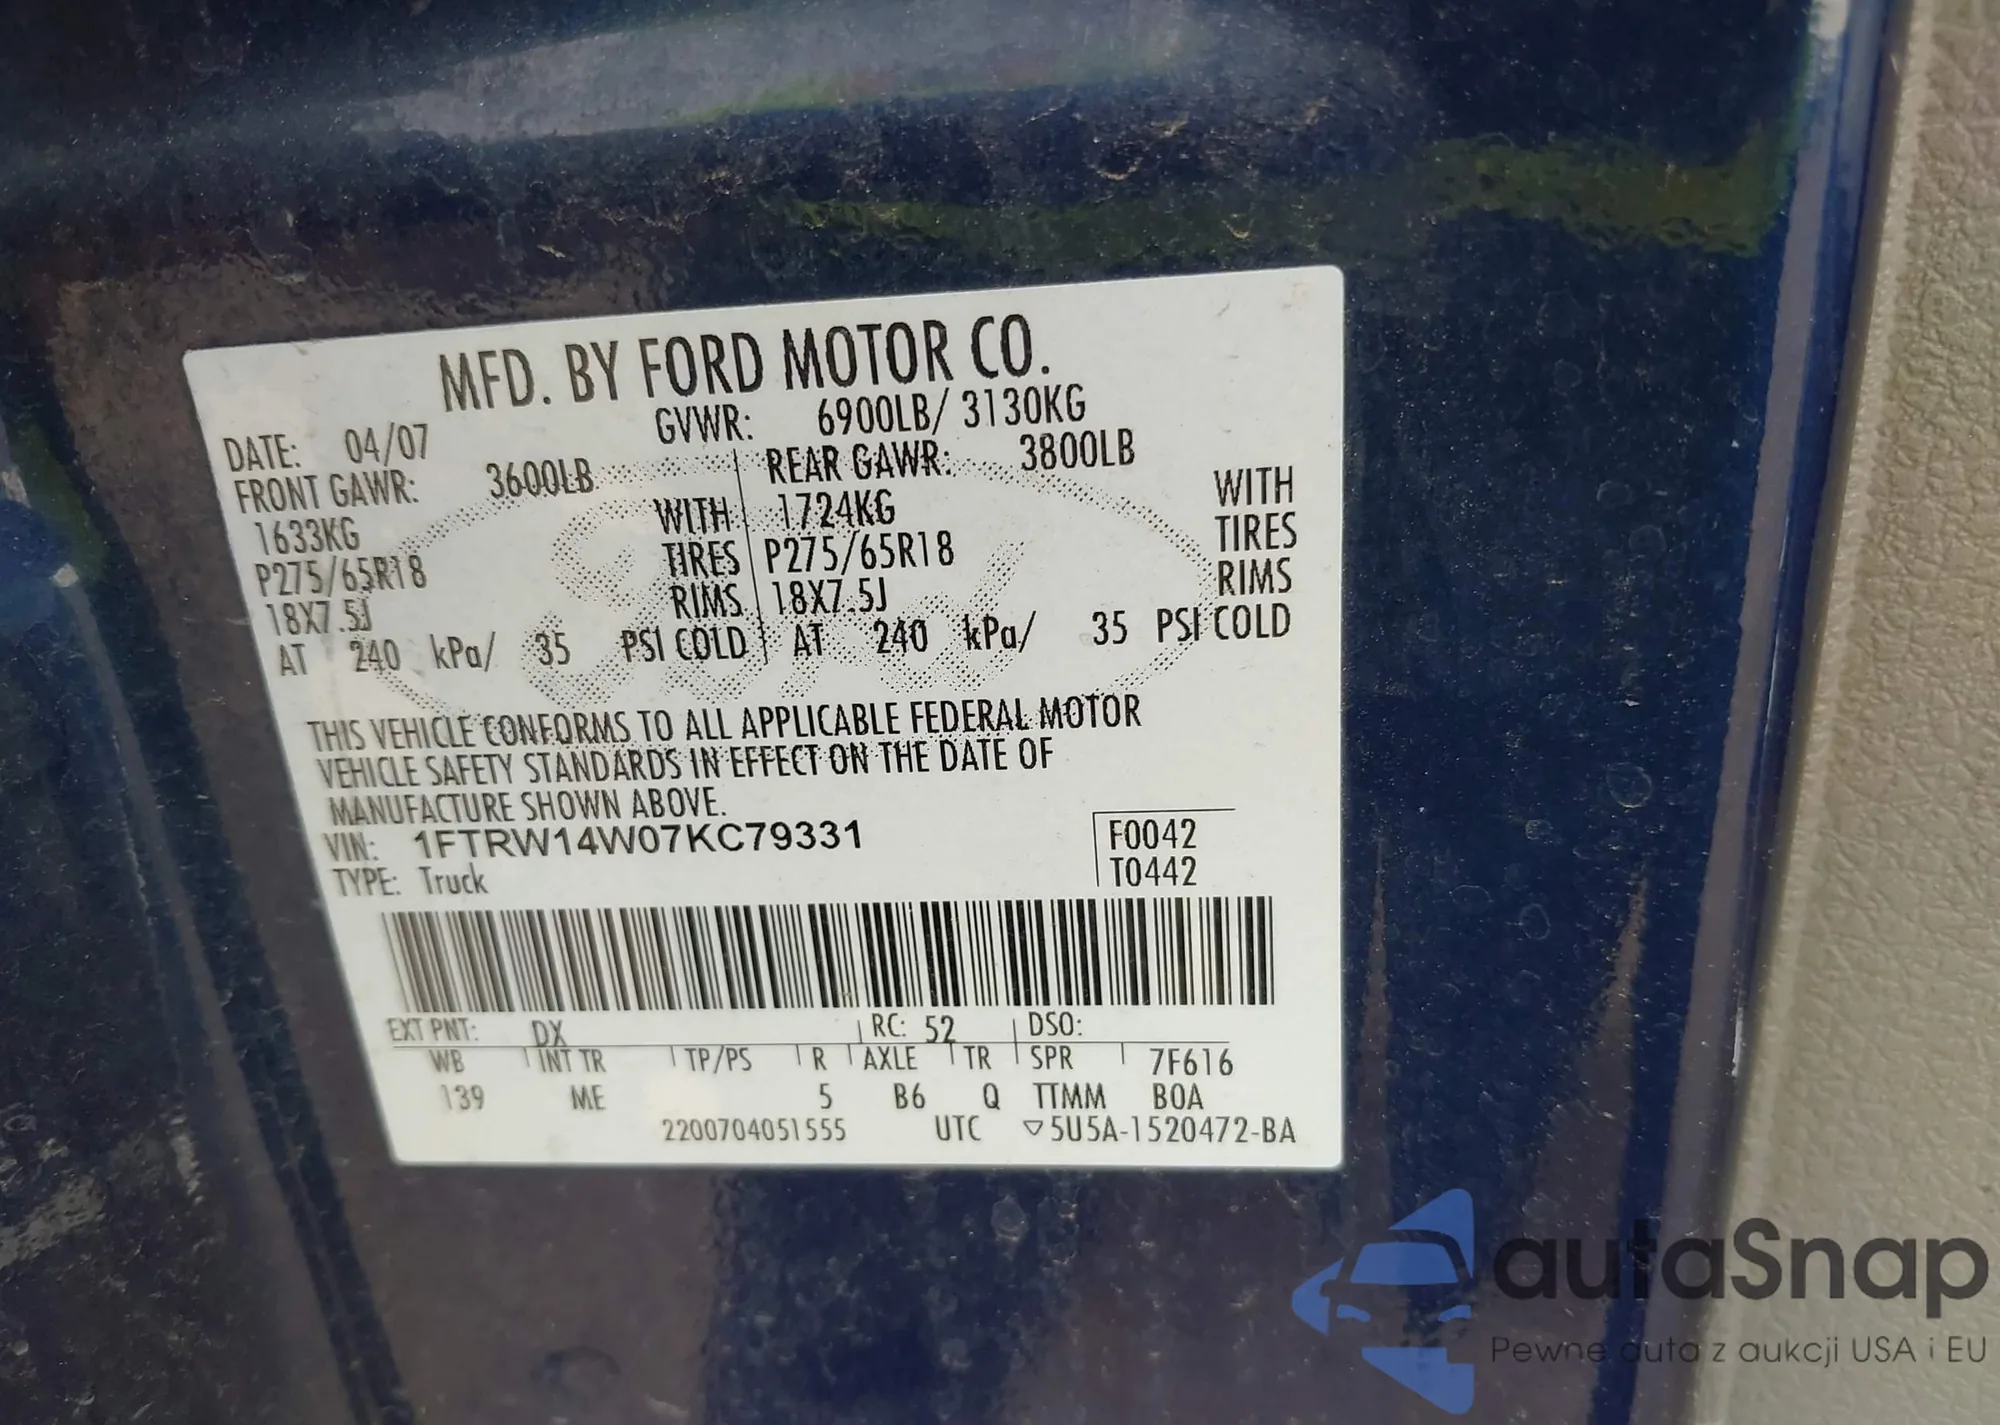 MFD. BY FORD MOTOR CO.
DATE: 04/07 GVWR: 6900LB/ 3130KG
FRONT GAWR: 3600LB REAR GAWR: 3800LB
1633KG WITH 1724KG WITH
P275/65R18 TIRES P275/65R18 TIRES
18X7.5J RIMS 18X7.5J RIMS
AT 240 kPa/ 35 PSI COLD AT 240 kPa/ 35 PSI COLD
THIS VEHICLE CONFORMS TO ALL APPLICABLE FEDERAL MOTOR
VEHICLE SAFETY STANDARDS IN EFFECT ON THE DATE OF
MANUFACTURE SHOWN ABOVE.
VIN: 1FTRW14W07KC79331 F0042
TYPE: Truck T0442
EXT PNT: DX RC: 52 DSO:
WB INT TR TP/PS R AXLE TR SPR 7F616
139 ME 5 B6 Q TTMM BOA
2200704051555 UTC ▽5U5A-1520472-BA
autaSnap
Pewne auta z aukcji USA i EU